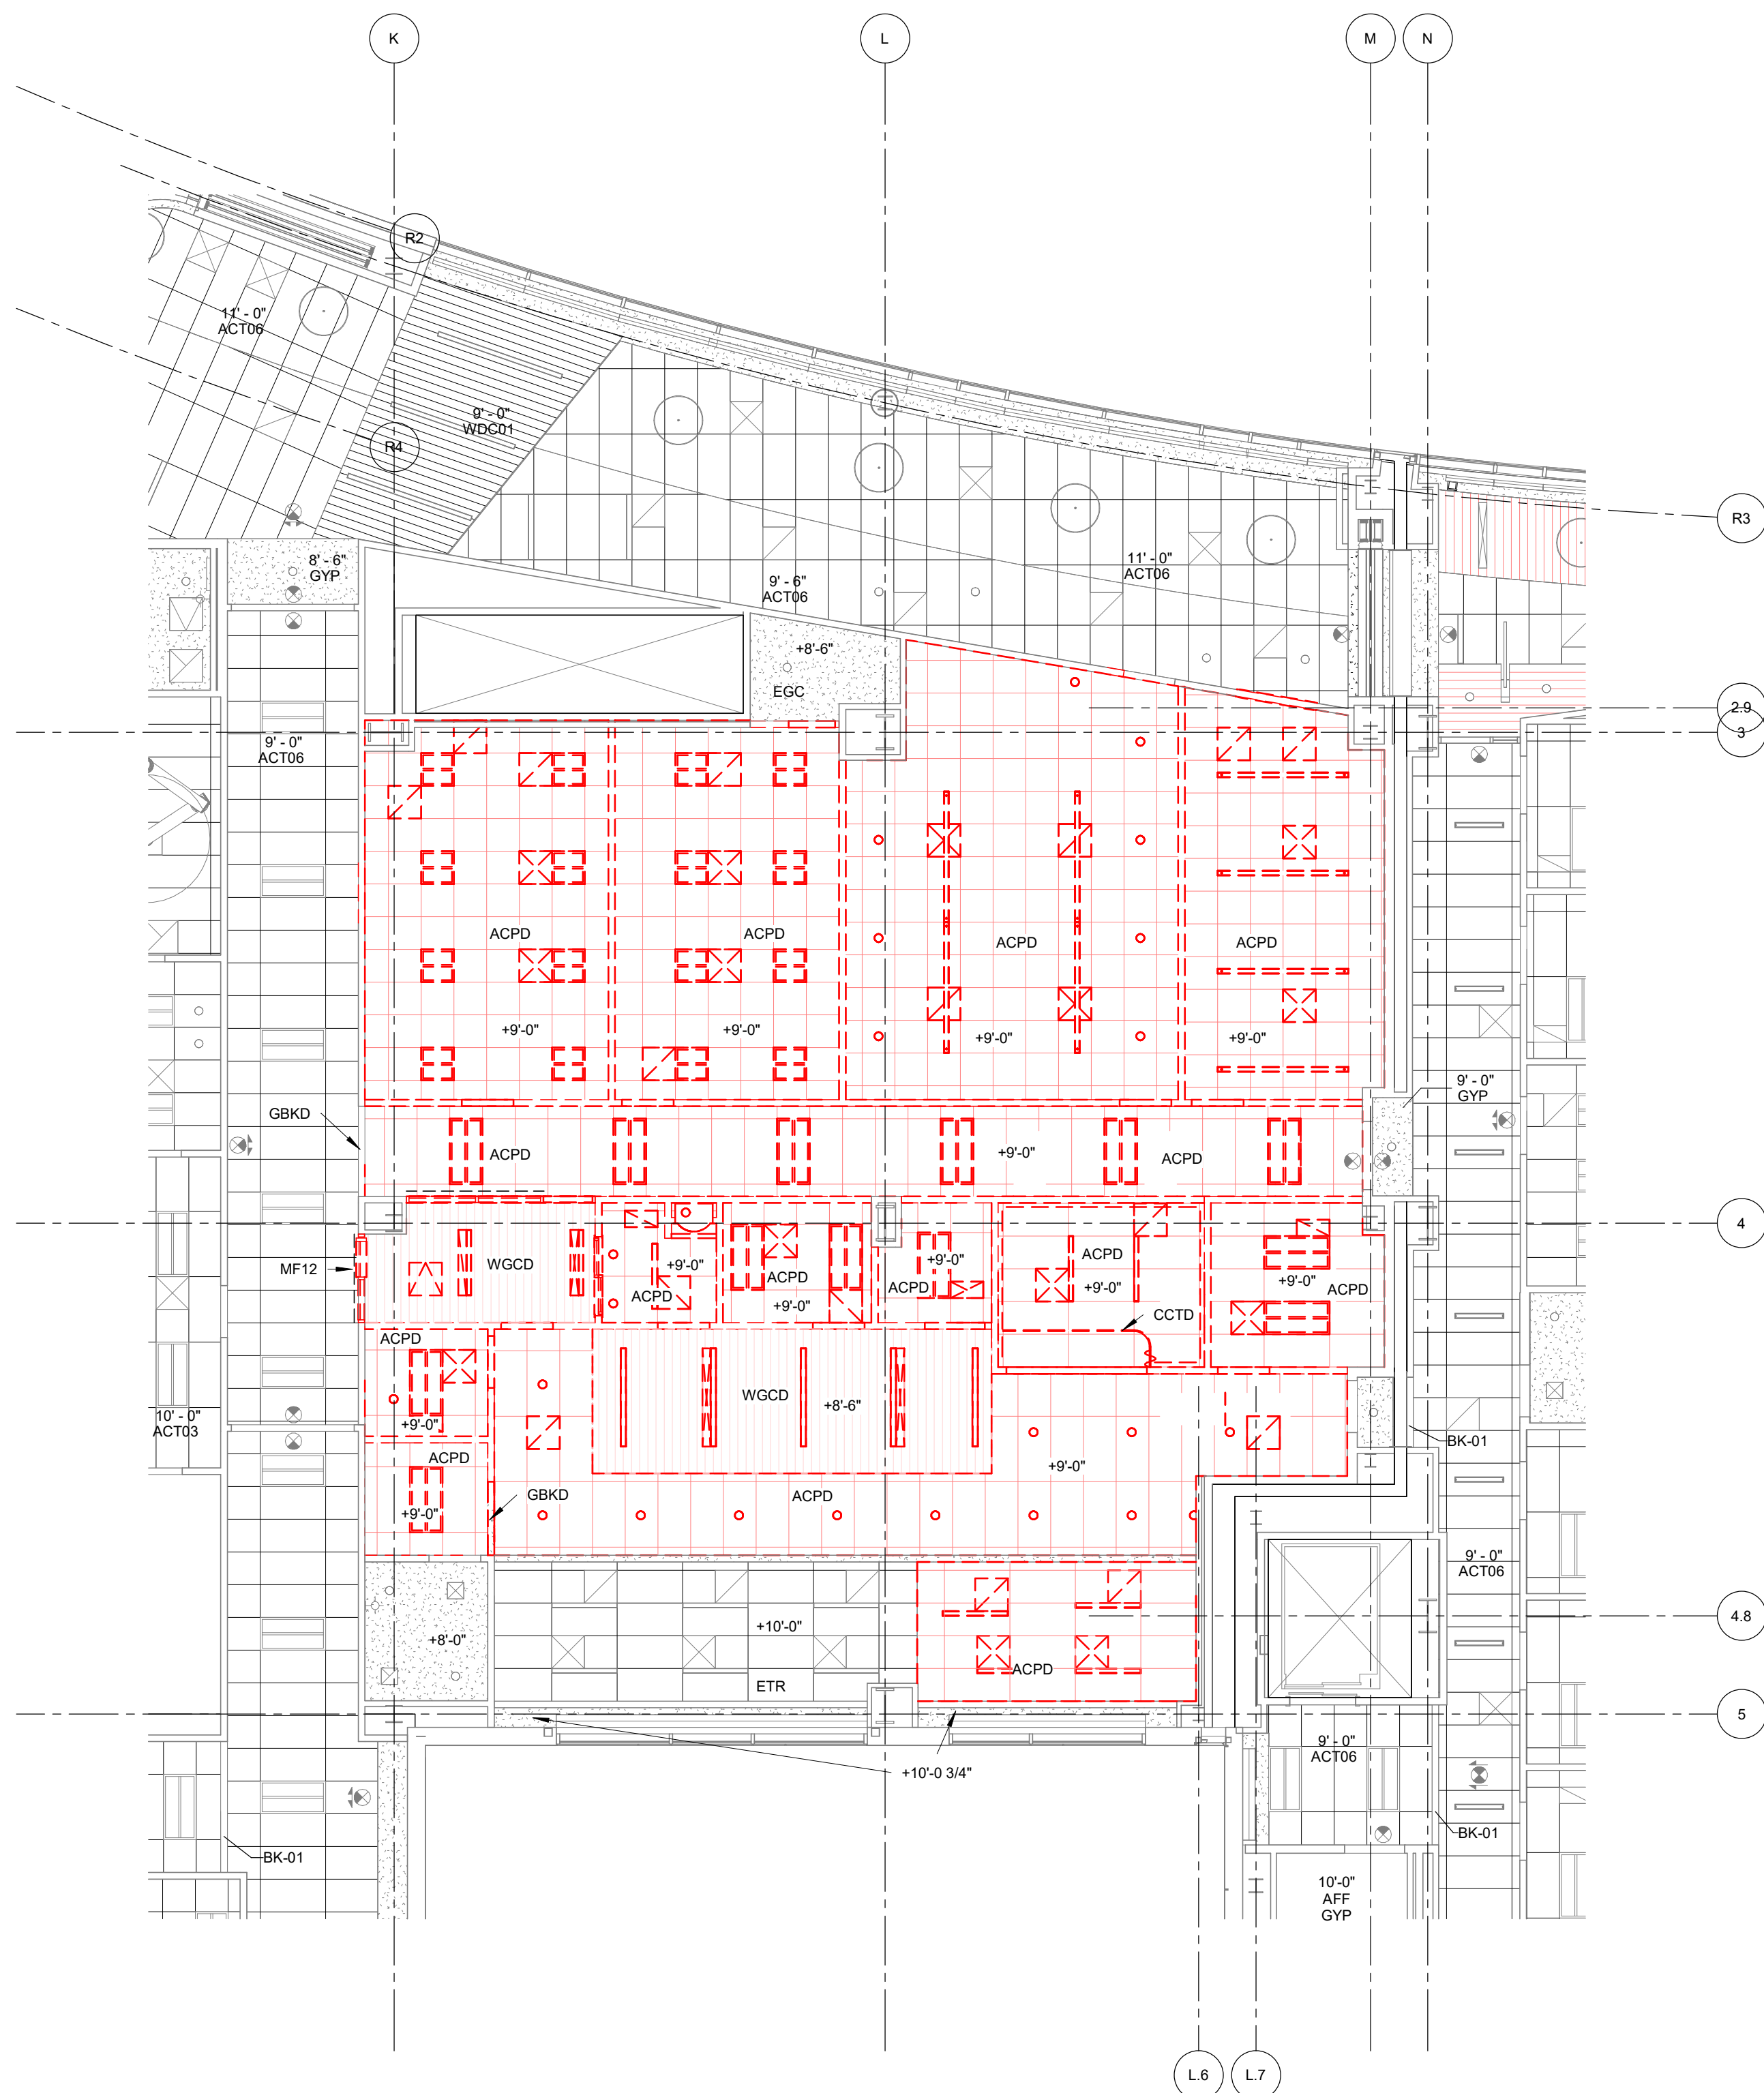 K
L
M
N
R2
11' - 0"
ACT06
9' - 0"
WDC01
R4
R3
8' - 6"
GYP
9' - 6"
ACT06
11' - 0"
ACT06
+8'-6"
EGC
2.9
3
9' - 0"
ACT06
ACPD
ACPD
ACPD
ACPD
+9'-0"
+9'-0"
+9'-0"
+9'-0"
9' - 0"
GYP
GBKD
ACPD
+9'-0"
ACPD
4
MF12
WGCD
+9'-0"
ACPD
ACPD
+9'-0"
+9'-0"
ACPD
ACPD
+9'-0"
CCTD
+9'-0"
ACPD
ACPD
+9'-0"
WGCD
+8'-6"
10' - 0"
ACT03
BK-01
ACPD
+9'-0"
GBKD
ACPD
+9'-0"
9' - 0"
ACT06
+8'-0"
+10'-0"
ETR
ACPD
4.8
5
9' - 0"
ACT06
+10'-0 3/4"
BK-01
BK-01
10'-0"
AFF
GYP
L.6
L.7